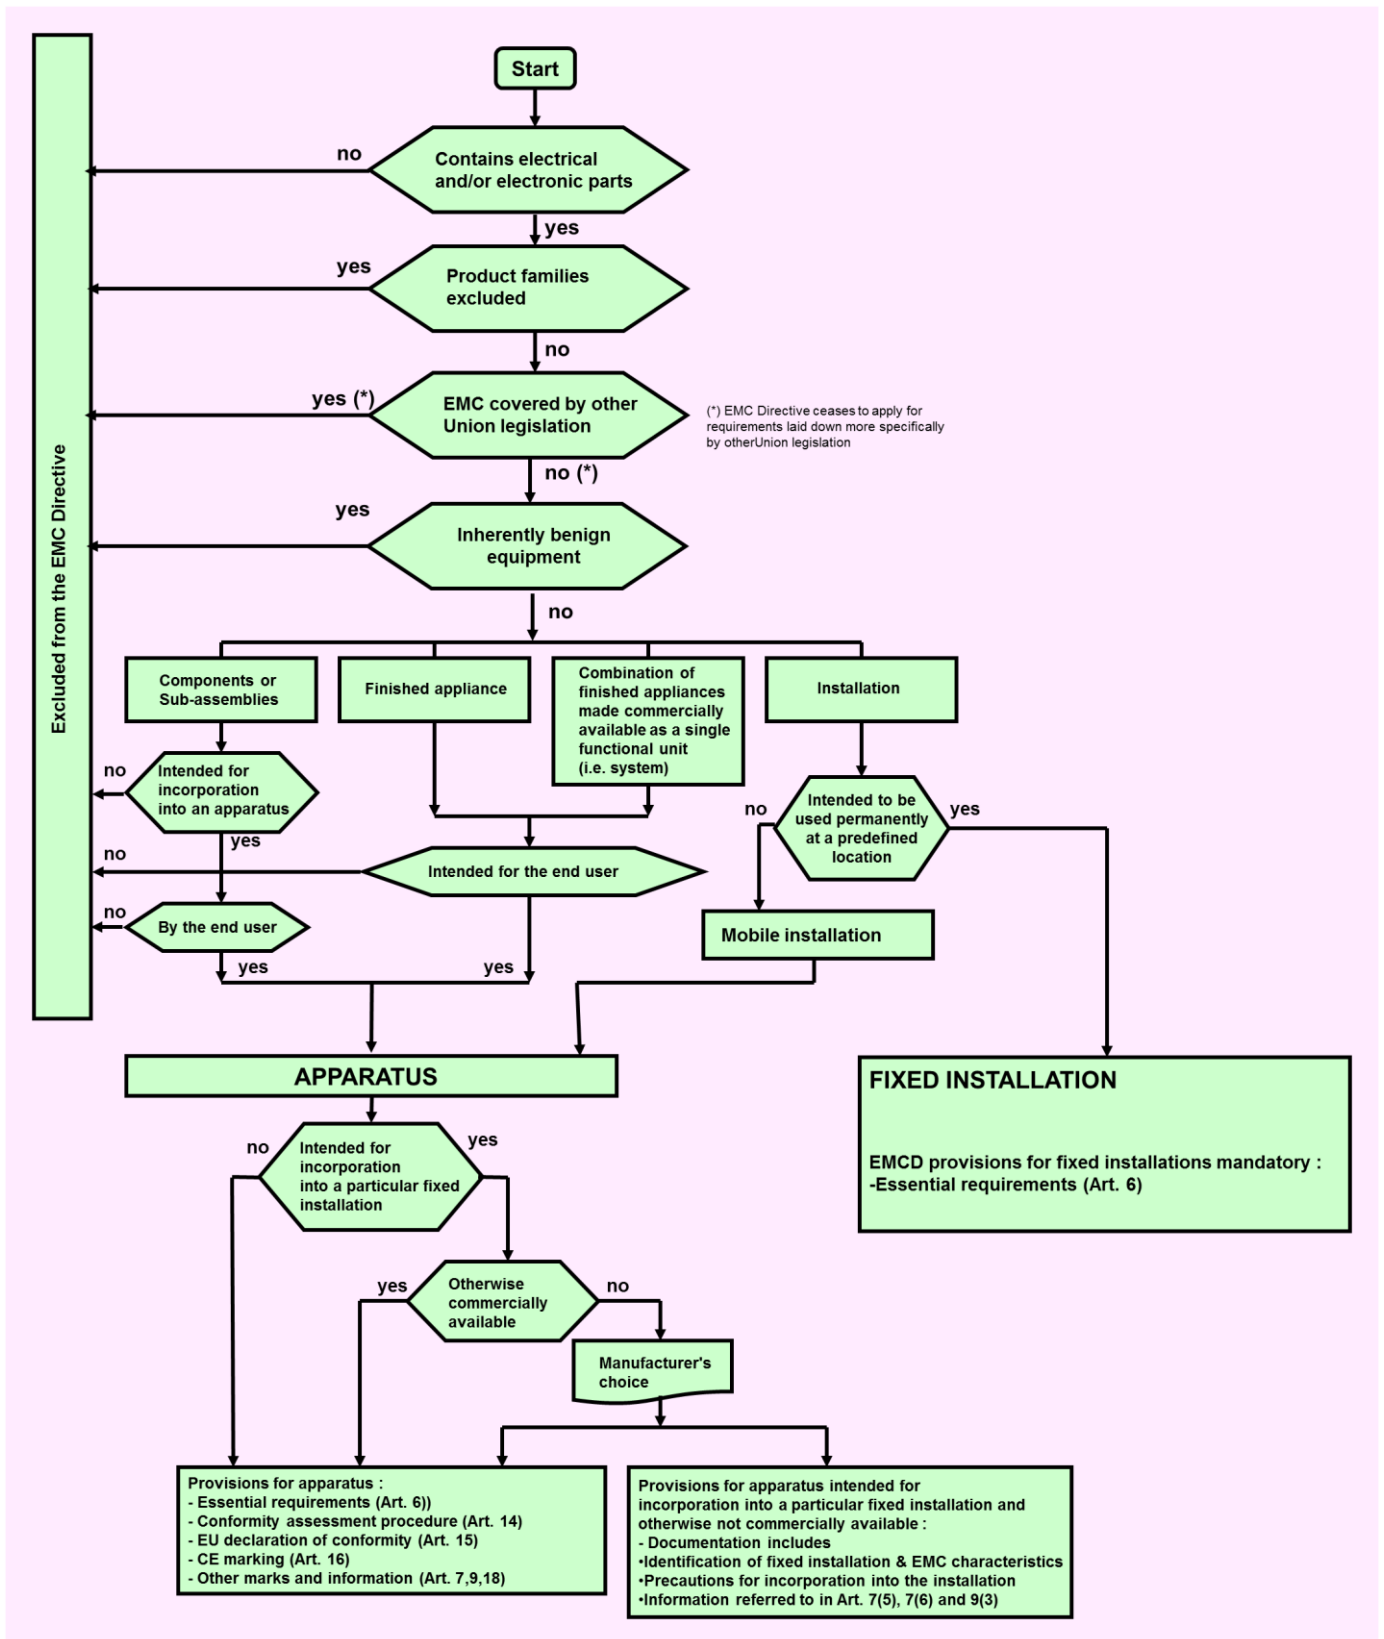 Start
no
Contains electrical
and/or electronic parts
yes
yes
Product families
excluded
no
yes (*)
EMC covered by other
Union legislation
(*) EMC Directive ceases to apply for
requirements laid down more specifically
by otherUnion legislation
no (*)
yes
Inherently benign
equipment
no
Excluded from the EMC Directive
Components or
Sub-assemblies
Finished appliance
Combination of
finished appliances
made commercially
available as a single
functional unit
(i.e. system)
Installation
no
Intended for
incorporation
into an apparatus
yes
no
Intended for the end user
no
Intended to be
used permanently
at a predefined
location
yes
no
By the end user
yes
yes
Mobile installation
APPARATUS
FIXED INSTALLATION
EMCD provisions for fixed installations mandatory :
-Essential requirements (Art. 6)
no
Intended for
incorporation
into a particular fixed
installation
yes
yes
Otherwise
commercially
available
no
Manufacturer's
choice
Provisions for apparatus :
- Essential requirements (Art. 6))
- Conformity assessment procedure (Art. 14)
- EU declaration of conformity (Art. 15)
- CE marking (Art. 16)
- Other marks and information (Art. 7,9,18)
Provisions for apparatus intended for
incorporation into a particular fixed installation and
otherwise not commercially available :
- Documentation includes
•Identification of fixed installation & EMC characteristics
•Precautions for incorporation into the installation
•Information referred to in Art. 7(5), 7(6) and 9(3)